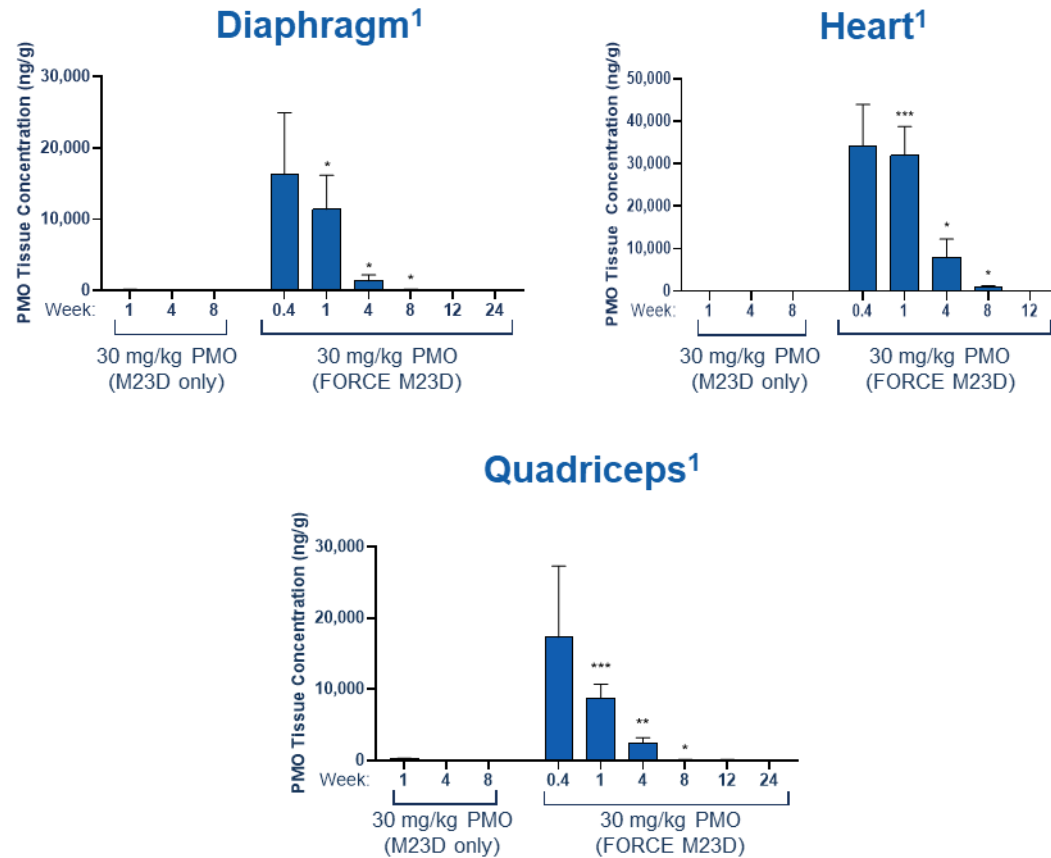 Diaphragm¹
PMO Tissue Concentration (ng/g)
30,000
20,000
10,000
0
*
*
*
Week: 1 4 8 0.4 1 4 8 12 24
30 mg/kg PMO
(M23D only)
30 mg/kg PMO
(FORCE M23D)
Heart¹
PMO Tissue Concentration (ng/g)
50,000
40,000
30,000
20,000
10,000
0
***
*
*
Week: 1 4 8 0.4 1 4 8 12
30 mg/kg PMO
(M23D only)
30 mg/kg PMO
(FORCE M23D)
Quadriceps¹
PMO Tissue Concentration (ng/g)
30,000
20,000
10,000
0
***
**
*
Week: 1 4 8 0.4 1 4 8 12 24
30 mg/kg PMO
(M23D only)
30 mg/kg PMO
(FORCE M23D)